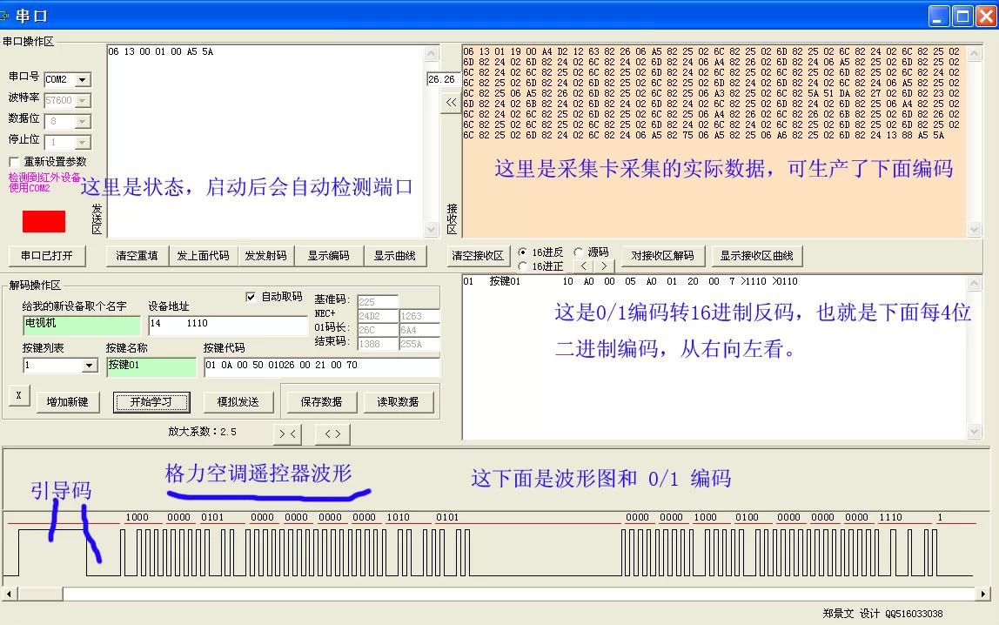 串口
串口操作区
串口号 COM2
波特率 57600
数据位 8
停止位 1
重新设置参数
检测到红外设备
使用COM2
串口已打开
06 13 00 01 00 A5 5A
这里是状态，启动后会自动检测端口
发送区
清空重填 发上面代码 发发射码 显示编码 显示曲线
26.26
<<
接收区
06 13 01 19 00 A4 D2 12 63 82 26 06 A5 82 25 02 6C 82 25 02 6D 82 25 02 6C 82 24 02 6C 82 25 02
6D 82 24 02 6D 82 24 02 6C 82 25 02 6D 82 24 06 A4 82 26 02 6C 82 25 02 6D 82 24 06 A5 82 25 02
6C 82 24 02 6C 82 25 02 6D 82 24 02 6C 82 25 02 6D 82 24 02 6C 82 25 02 6D 82 24 02 6C 82 25 02
6C 82 25 02 6D 82 24 02 6D 82 24 02 6C 82 25 02 6D 82 24 02 6C 82 25 02 6D 82 24 06 A5 82 25 02
6C 82 25 06 A5 82 26 02 6C 82 25 02 6C 82 25 06 A3 82 25 02 6C 82 5A 51 DA 82 27 02 6D 82 23 02
6D 82 24 02 6B 82 24 02 6D 82 24 02 6C 82 25 02 6D 82 24 02 6C 82 24 02 6D 82 25 06 A4 82 25 02
6C 82 24 02 6C 82 25 02 6D 82 25 02 6C 82 25 06 A4 82 26 02 6C 82 25 02 6C 82 25 02 6D 82 26 02
6C 82 25 02 6D 82 24 02 6C 82 25 02 6C 82 25 02 6D 82 24 02 6C 82 25 02 6D 82 24 02 6D 82 25 02
6C 82 25 02 6D 82 24 02 6C 82 24 06 A5 82 75 06 A5 82 25 06 A6 82 25 02 6D 82 24 13 88 A5 5A
这里是采集卡采集的实际数据，可生产了下面编码
清空接收区 16进反 源码 对接收区解码 显示接收区曲线
16进正 < >
解码操作区
自动取码
给我的新设备取个名字 设备地址
电视机 14 1110
按键列表 按键名称 按键代码
1 按键01 01 0A 00 50 01026 00 21 00 70
基准码: 225
NEC+ 24D2 1263
01码长: 26C 6A4
结束码: 1388 255A
X 增加新键 开始学习 模拟发送 保存数据 读取数据
01 按键01 10 A0 00 05 A0 01 20 00 7 >1110 >0110
这是0/1编码转16进制反码，也就是下面每4位
二进制编码，从右向左看。
放大系数：2.5 >< <>
引导码 格力空调遥控器波形 这下面是波形图和 0/1 编码
1000 0000 0101 0000 0000 0000 0000 1010 0101 0000 0000 1000 0100 0000 0000 0000 1110 1
郑景文 设计 QQ516033038